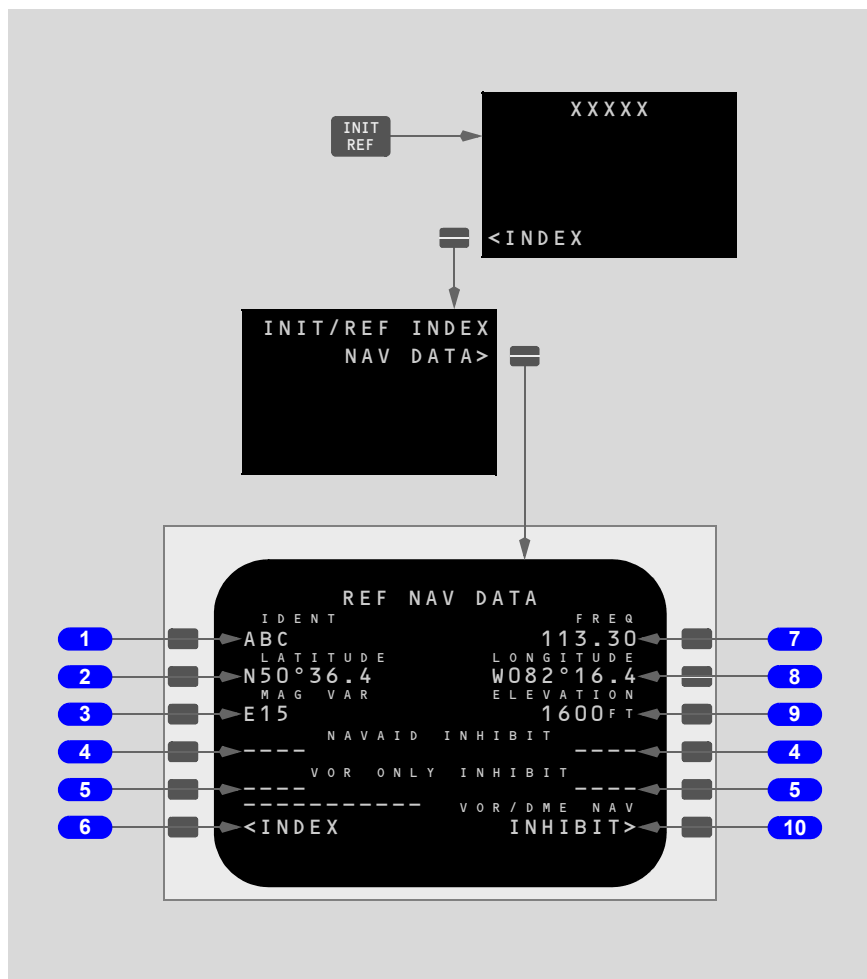 XXXXX
INIT
REF
<INDEX
INIT/REF INDEX
NAV DATA>
REF NAV DATA
IDENT FREQ
1 ABC 113.30 7
LATITUDE LONGITUDE
2 N50°36.4 W082°16.4 8
MAG VAR ELEVATION
3 E15 1600FT 9
NAVAID INHIBIT
4 ---- ---- 4
VOR ONLY INHIBIT
5 ---- ---- 5
----------- VOR/DME NAV
6 <INDEX INHIBIT> 10